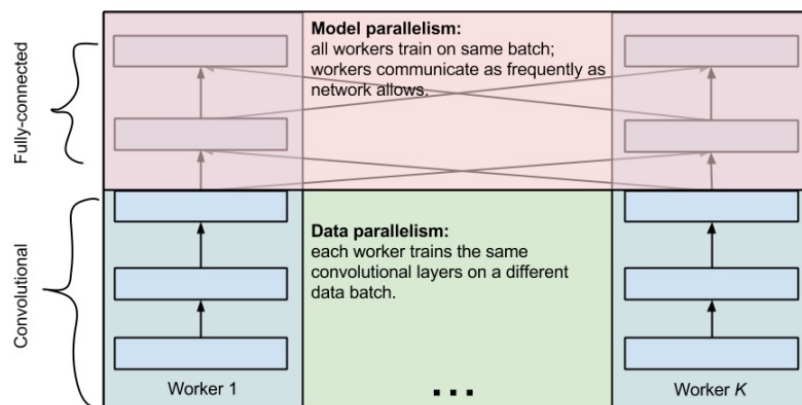 Fully-connected
Model parallelism:
all workers train on same batch;
workers communicate as frequently as
network allows.
Convolutional
Data parallelism:
each worker trains the same
convolutional layers on a different
data batch.
Worker 1
...
Worker K